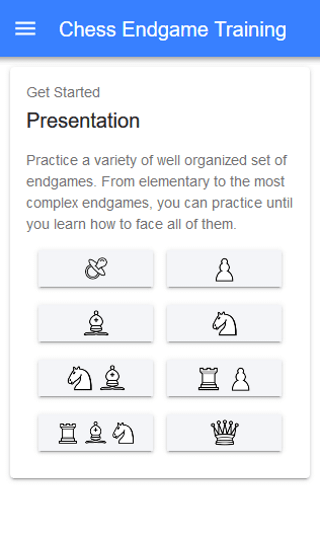 Chess Endgame Training
Get Started
Presentation
Practice a variety of well organized set of
endgames. From elementary to the most
complex endgames, you can practice until
you learn how to face all of them.